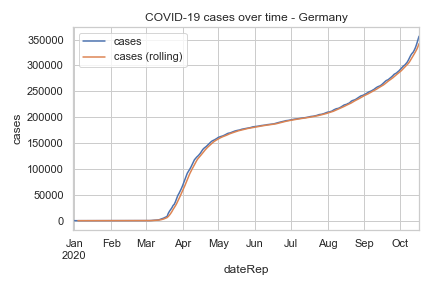 COVID-19 cases over time - Germany
cases
cases (rolling)
350000
300000
250000
200000
150000
100000
50000
0
cases
Jan Feb Mar Apr May Jun Jul Aug Sep Oct
2020
dateRep